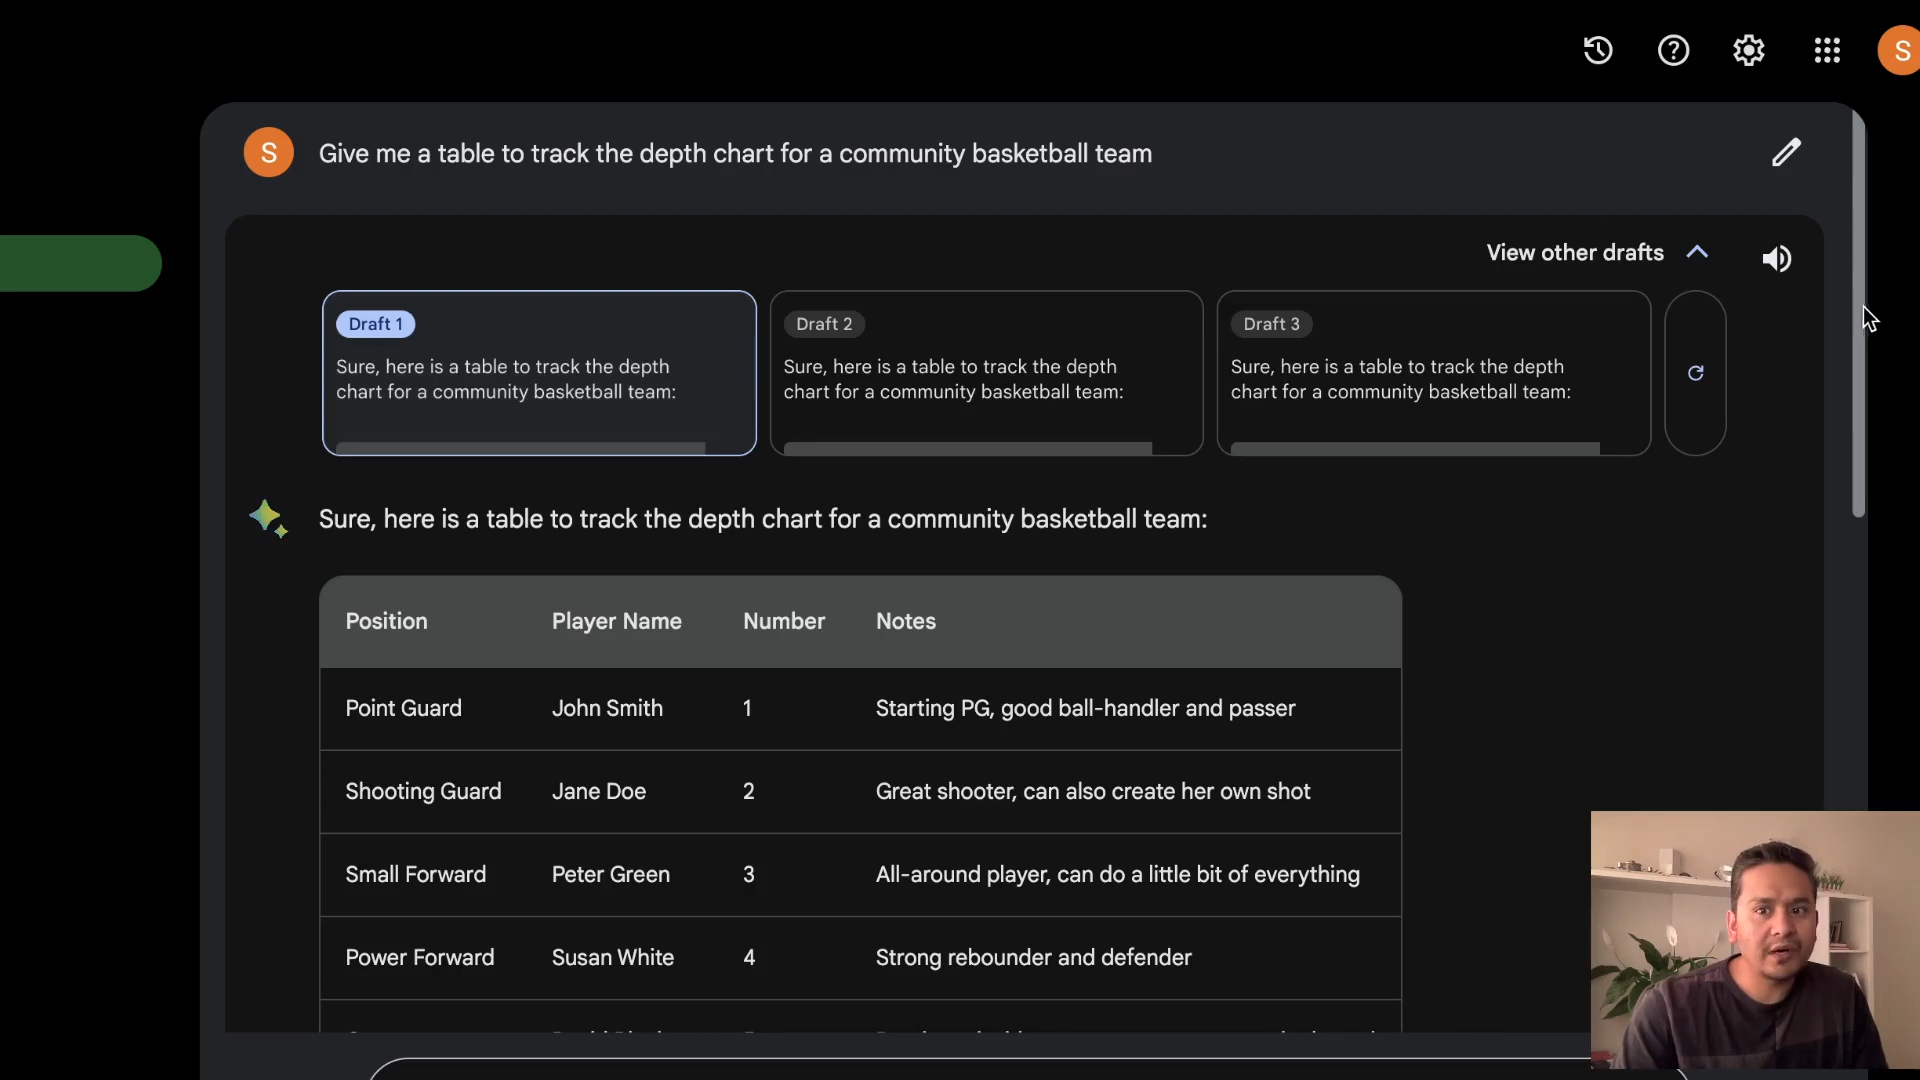 S
S Give me a table to track the depth chart for a community basketball team
View other drafts
Draft 1
Sure, here is a table to track the depth
chart for a community basketball team:
Draft 2
Sure, here is a table to track the depth
chart for a community basketball team:
Draft 3
Sure, here is a table to track the depth
chart for a community basketball team:
Sure, here is a table to track the depth chart for a community basketball team:
Position Player Name Number Notes
Point Guard John Smith 1 Starting PG, good ball-handler and passer
Shooting Guard Jane Doe 2 Great shooter, can also create her own shot
Small Forward Peter Green 3 All-around player, can do a little bit of everything
Power Forward Susan White 4 Strong rebounder and defender